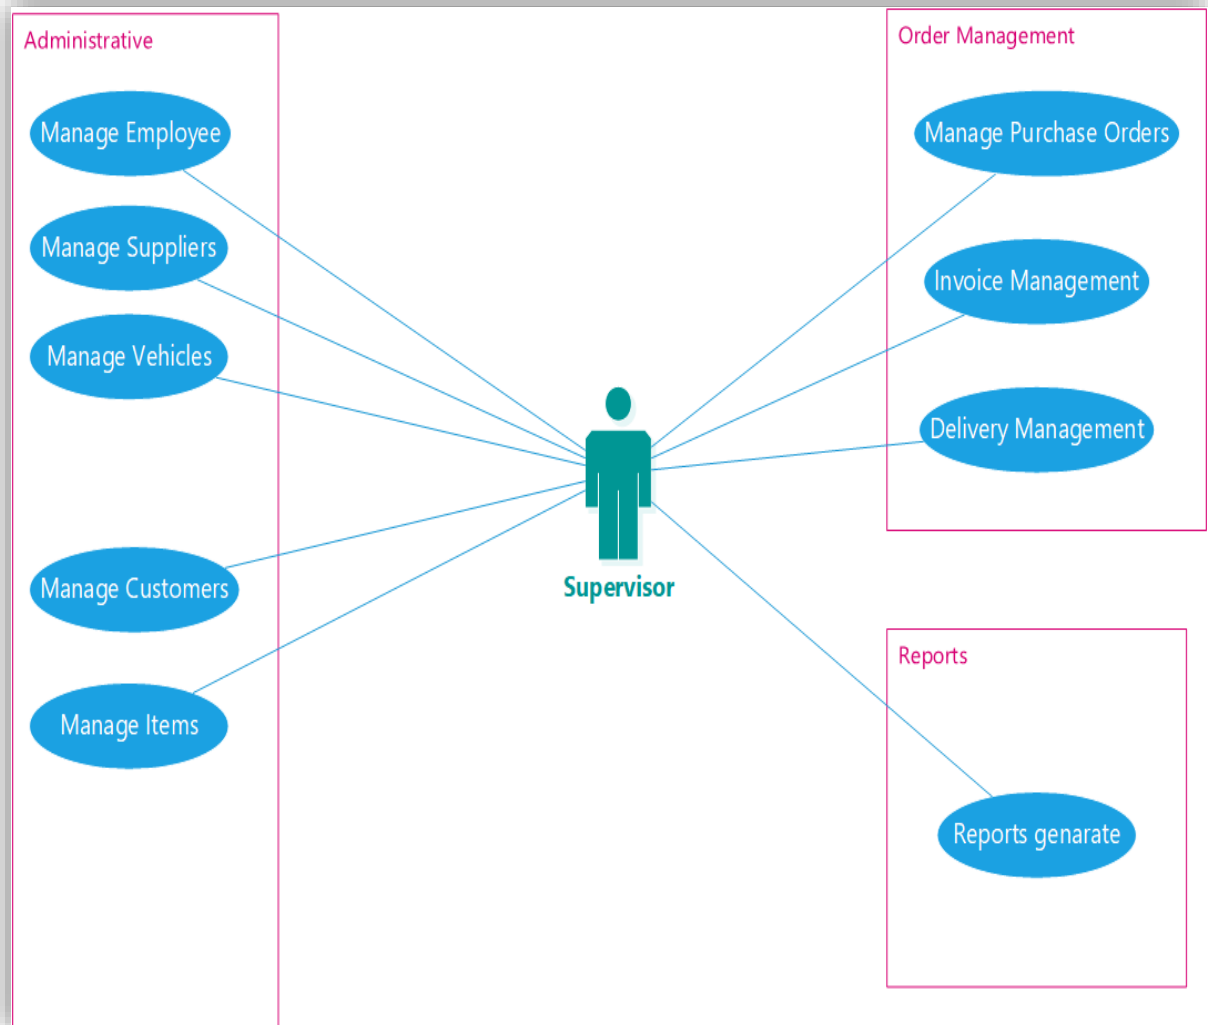 Administrative
Manage Employee
Manage Suppliers
Manage Vehicles
Manage Customers
Manage Items
Supervisor
Order Management
Manage Purchase Orders
Invoice Management
Delivery Management
Reports
Reports genarate